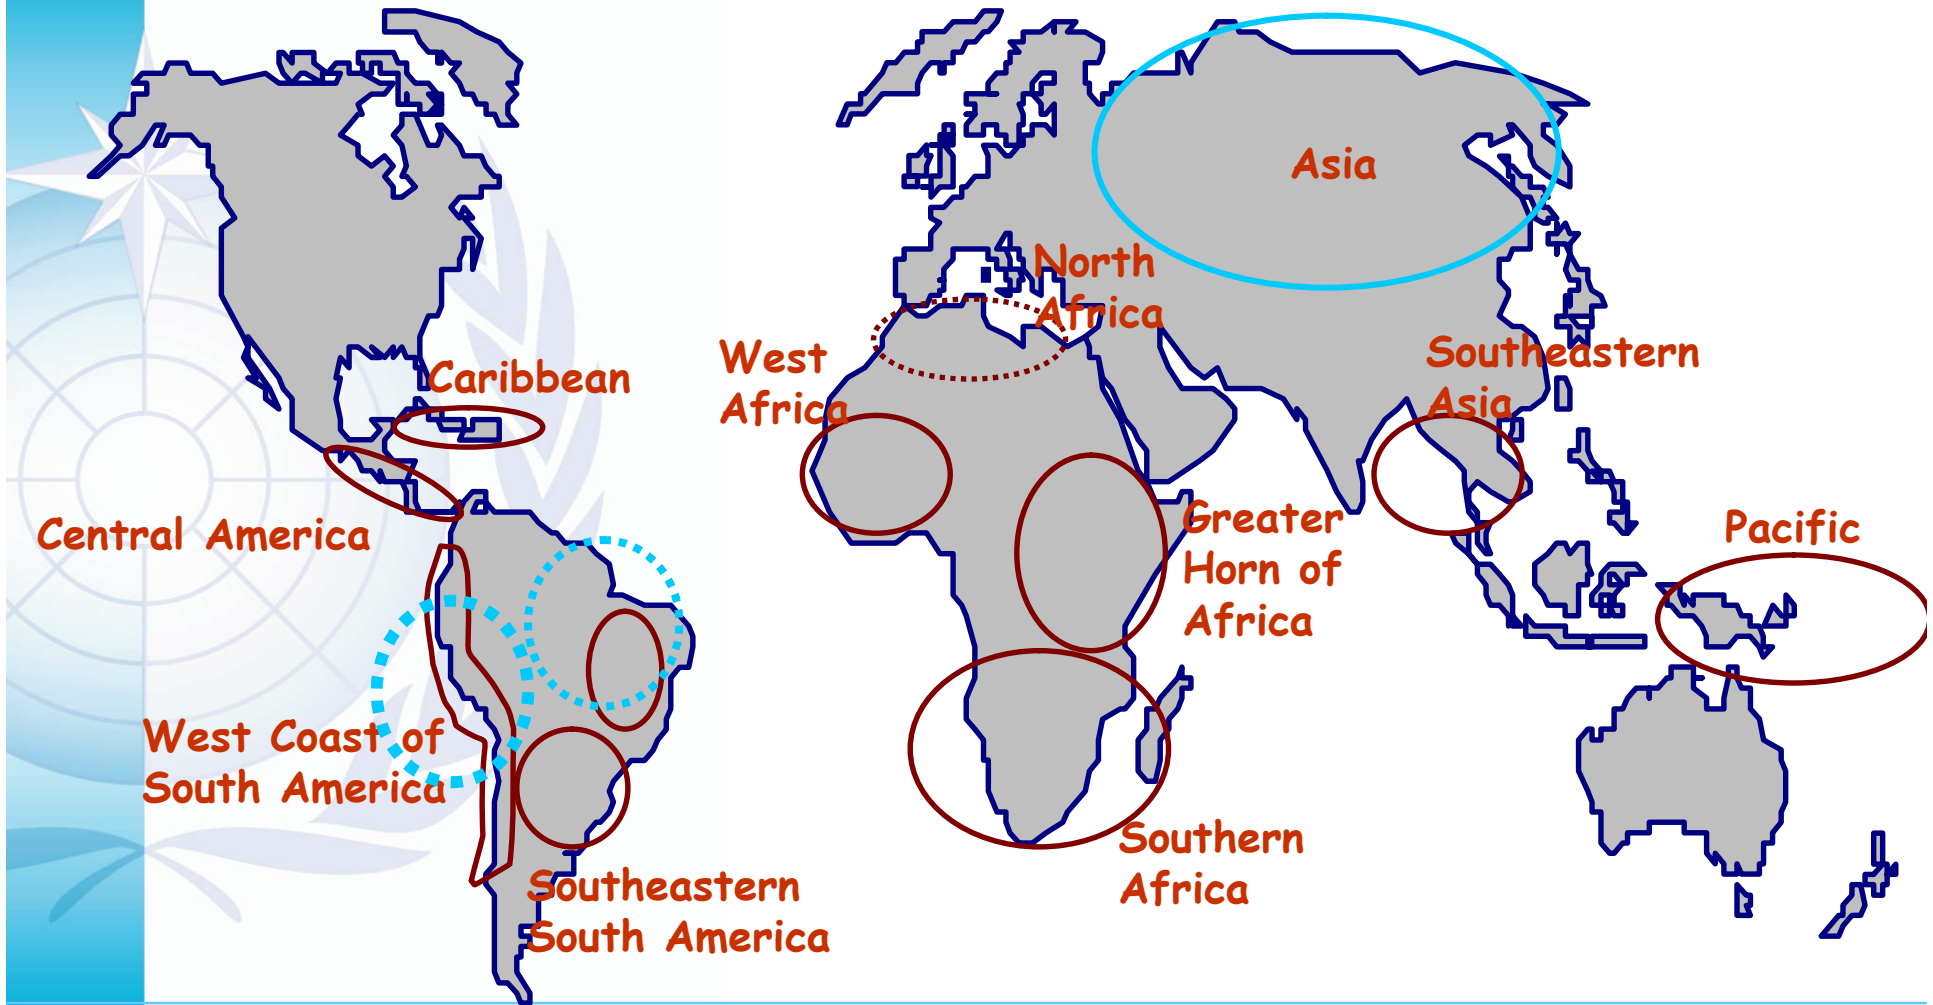 Asia
North
Africa
West
Africa
Caribbean
Southeastern
Asia
Central America
Greater
Horn of
Africa
Pacific
West Coast of
South America
Southern
Africa
Southeastern
South America